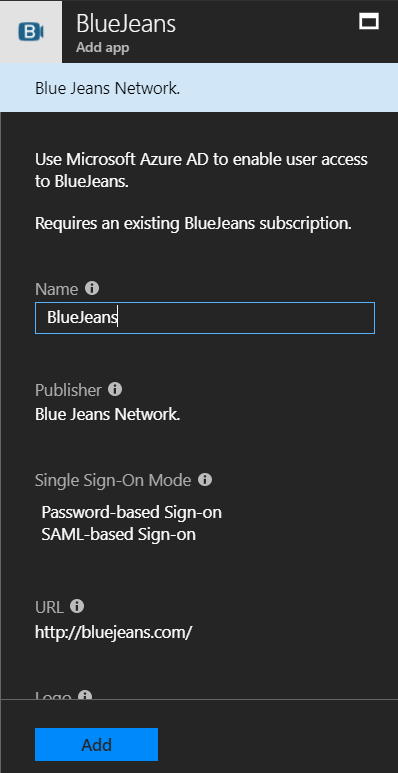 B
BlueJeans
Add app
Blue Jeans Network.
Use Microsoft Azure AD to enable user access
to BlueJeans.
Requires an existing BlueJeans subscription.
Name
BlueJeans
Publisher
Blue Jeans Network.
Single Sign-On Mode
Password-based Sign-on
SAML-based Sign-on
URL
http://bluejeans.com/
Logo
Add